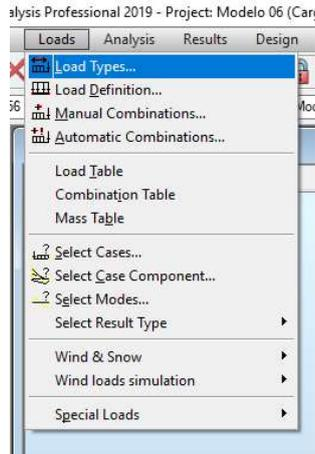 alysis Professional 2019 - Project: Modelo 06 (Carg
Loads Analysis Results Design
Load Types...
Load Definition...
Manual Combinations...
Automatic Combinations...
Load Table
Combination Table
Mass Table
Select Cases...
Select Case Component...
Select Modes...
Select Result Type
Wind & Snow
Wind loads simulation
Special Loads